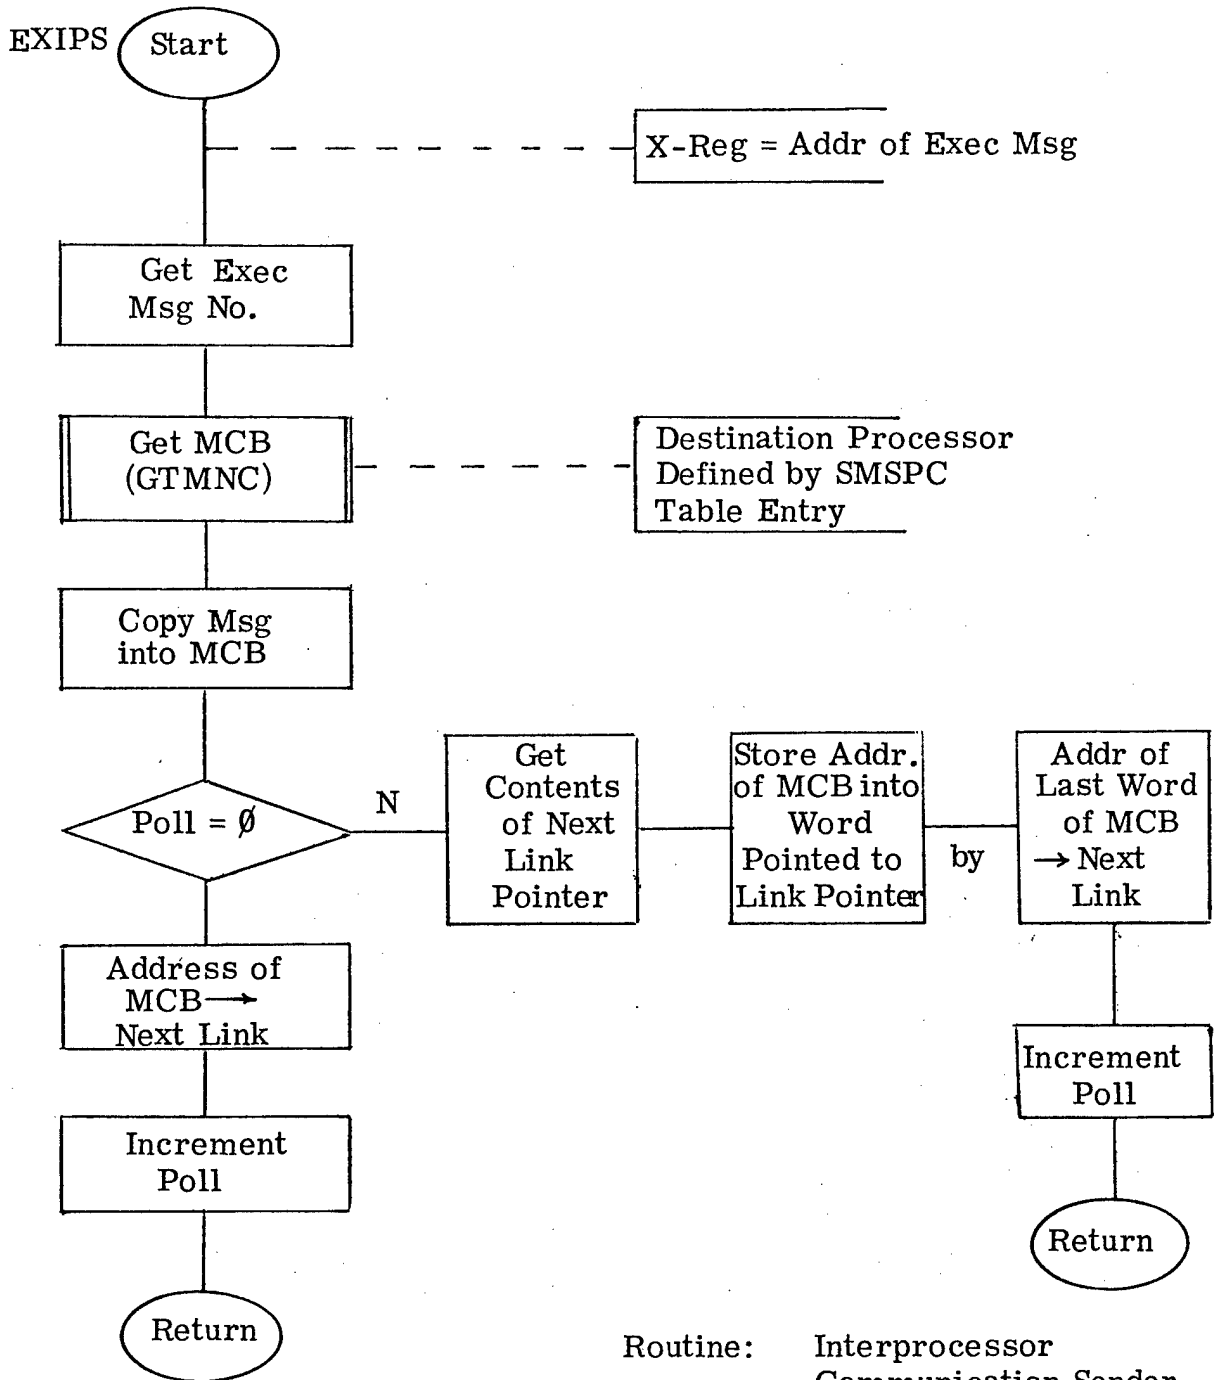 EXIPS
Start
X-Reg = Addr of Exec Msg
Get Exec
Msg No.
Get MCB
(GTMNC)
Destination Processor
Defined by SMSPC
Table Entry
Copy Msg
into MCB
Poll = Ø
N
Get
Contents
of Next
Link
Pointer
Store Addr.
of MCB into
Word
Pointed to
Link Pointer
by
Addr of
Last Word
of MCB
→ Next
Link
Address of
MCB →
Next Link
Increment
Poll
Increment
Poll
Return
Return
Routine: Interprocessor
Communication Sender